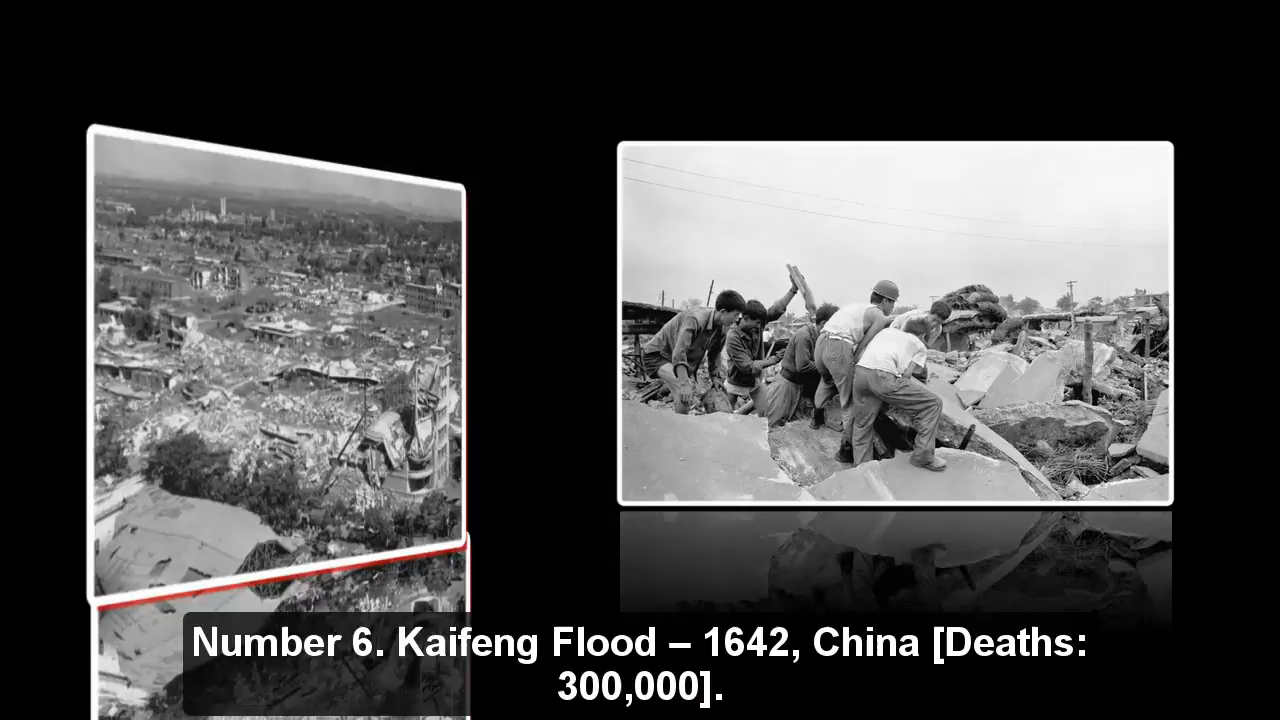 Number 6. Kaifeng Flood – 1642, China [Deaths:
300,000].